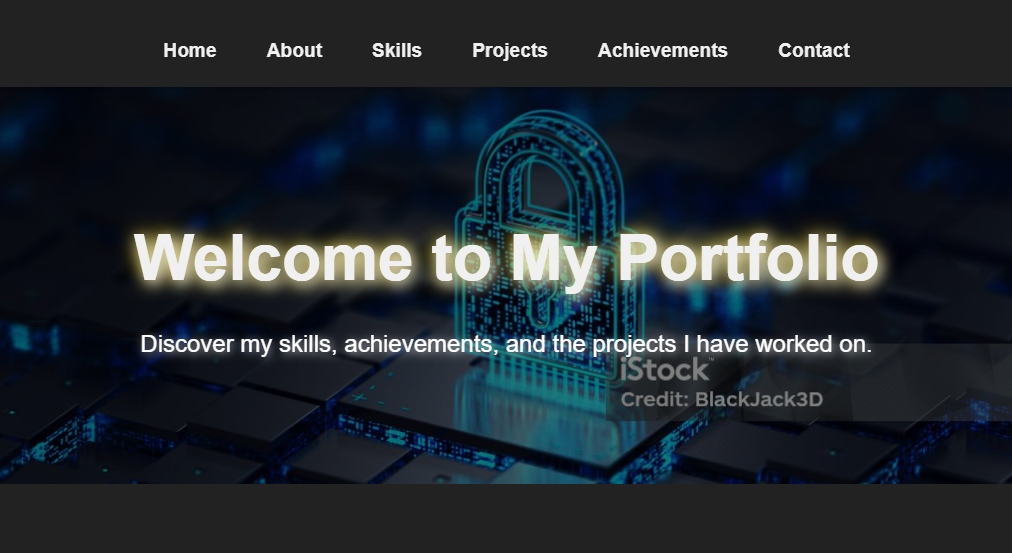 Home About Skills Projects Achievements Contact
Welcome to My Portfolio
Discover my skills, achievements, and the projects I have worked on.
iStock™
Credit: BlackJack3D